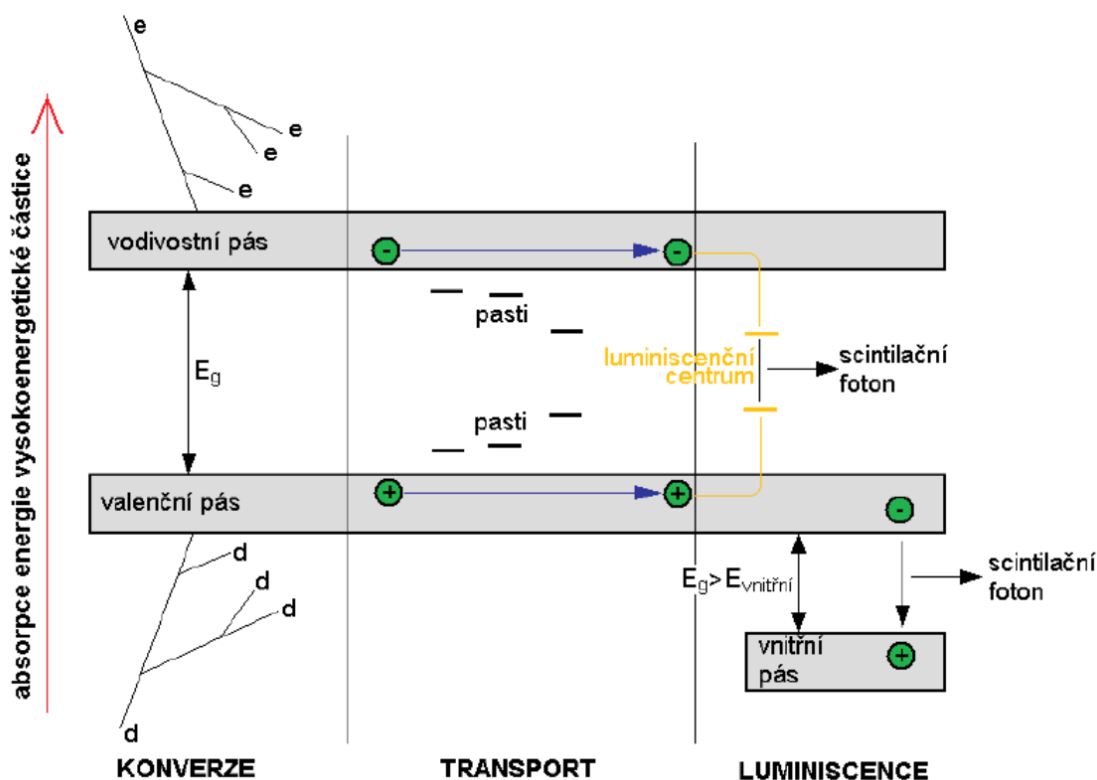 absorpce energie vysokoenergetické částice
e
e
e
e
vodivostní pás
-
-
pasti
luminiscenční
centrum
scintilační
foton
Eg
pasti
valenční pás
+
+
-
d
d
d
d
Eg> Evnitřní
scintilační
foton
vnitřní
pás
+
KONVERZE
TRANSPORT
LUMINISCENCE